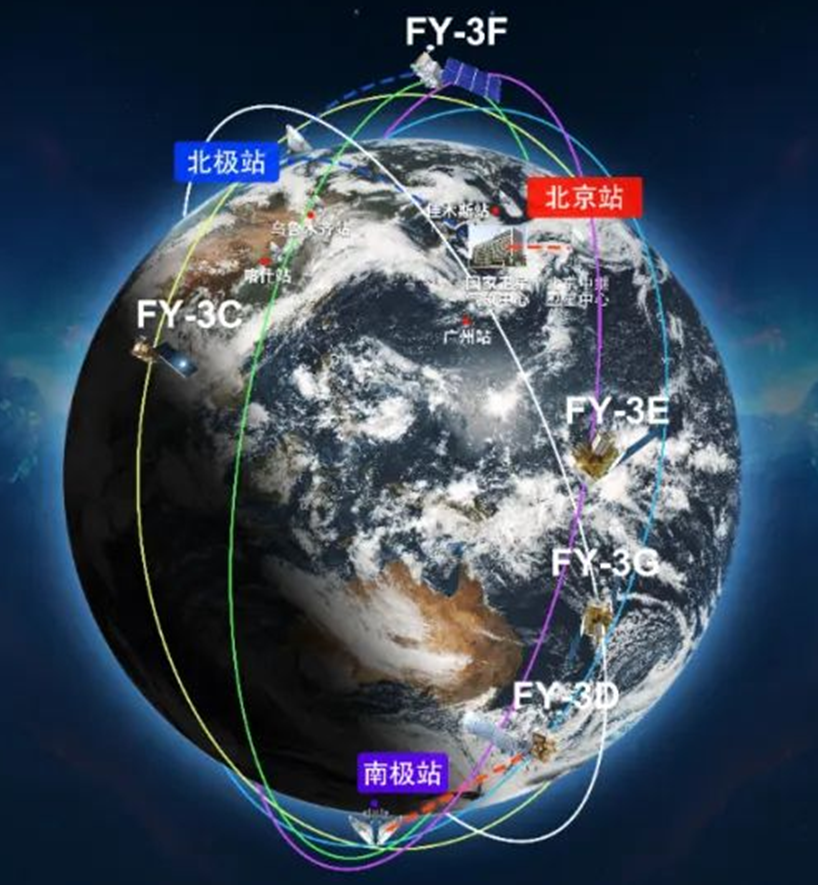 FY-3F
北极站
北京站
佳木斯站
乌鲁木齐站
喀什站
国家卫星
气象中心
FY-3C
广州站
FY-3E
FY-3G
FY-3D
南极站